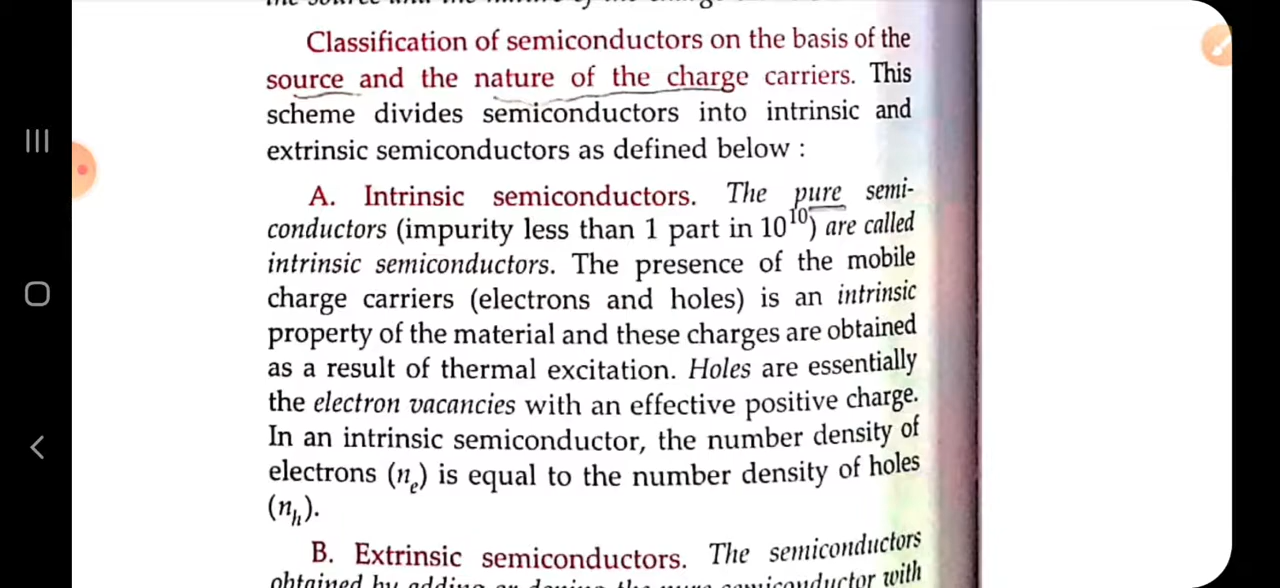 Classification of semiconductors on the basis of the
source and the nature of the charge carriers. This
scheme divides semiconductors into intrinsic and
extrinsic semiconductors as defined below :
A. Intrinsic semiconductors. The pure semi-
conductors (impurity less than 1 part in 10¹⁰) are called
intrinsic semiconductors. The presence of the mobile
charge carriers (electrons and holes) is an intrinsic
property of the material and these charges are obtained
as a result of thermal excitation. Holes are essentially
the electron vacancies with an effective positive charge.
In an intrinsic semiconductor, the number density of
electrons (nₑ) is equal to the number density of holes
(nₕ).
B. Extrinsic semiconductors. The semiconductors